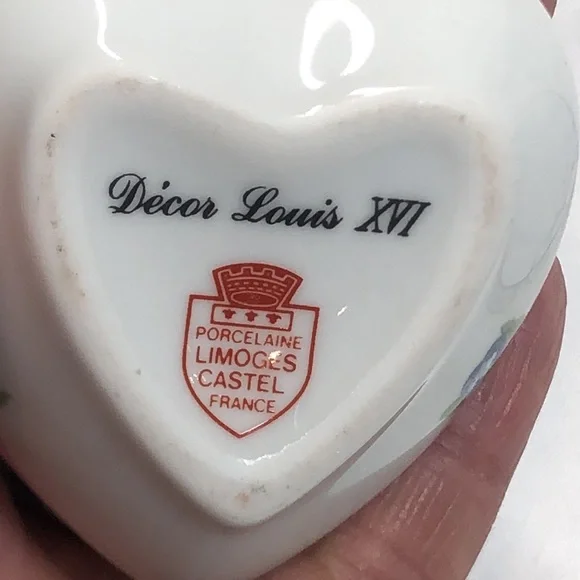 Décor Louis XVI
PORCELAINE
LIMOGES
CASTEL
FRANCE